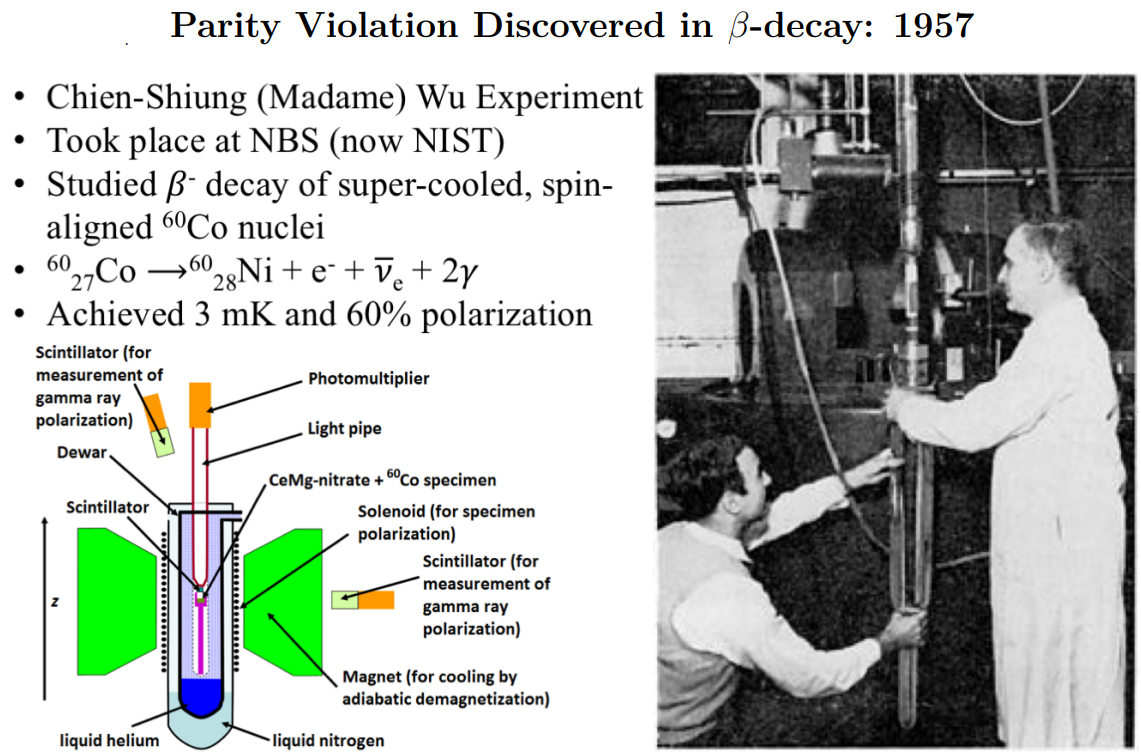 Parity Violation Discovered in β-decay: 1957
• Chien-Shiung (Madame) Wu Experiment
• Took place at NBS (now NIST)
• Studied β⁻ decay of super-cooled, spin-
aligned ⁶⁰Co nuclei
• ⁶⁰₂₇Co →⁶⁰₂₈Ni + e⁻ + ν̅ₑ + 2γ
• Achieved 3 mK and 60% polarization
Scintillator (for
measurement of
gamma ray
polarization)
Photomultiplier
Light pipe
Dewar
CeMg-nitrate + ⁶⁰Co specimen
Scintillator
Solenoid (for specimen
polarization)
Scintillator (for
measurement of
gamma ray
polarization)
z
Magnet (for cooling by
adiabatic demagnetization)
liquid helium
liquid nitrogen